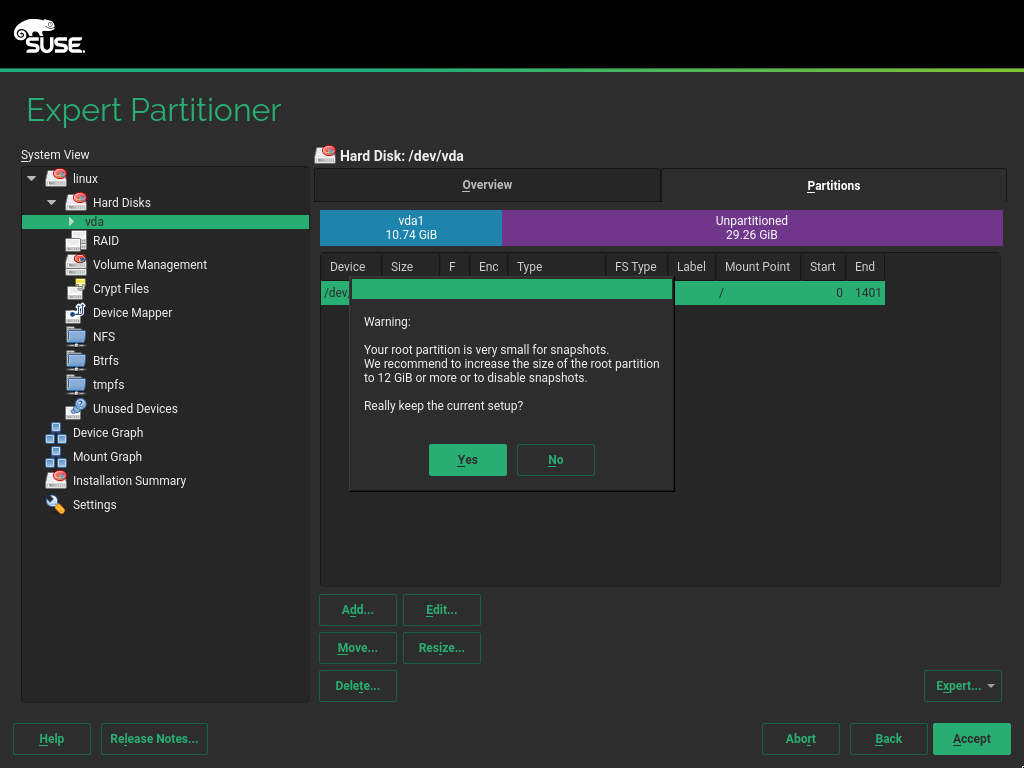 SUSE
Expert Partitioner
System View
linux
Hard Disks
vda
RAID
Volume Management
Crypt Files
Device Mapper
NFS
Btrfs
tmpfs
Unused Devices
Device Graph
Mount Graph
Installation Summary
Settings
Hard Disk: /dev/vda
Overview Partitions
vda1 Unpartitioned
10.74 GiB 29.26 GiB
Device Size F Enc Type FS Type Label Mount Point Start End
/dev / 0 1401
Warning:
Your root partition is very small for snapshots.
We recommend to increase the size of the root partition
to 12 GiB or more or to disable snapshots.
Really keep the current setup?
Yes No
Add... Edit...
Move... Resize...
Delete... Expert...
Help Release Notes... Abort Back Accept